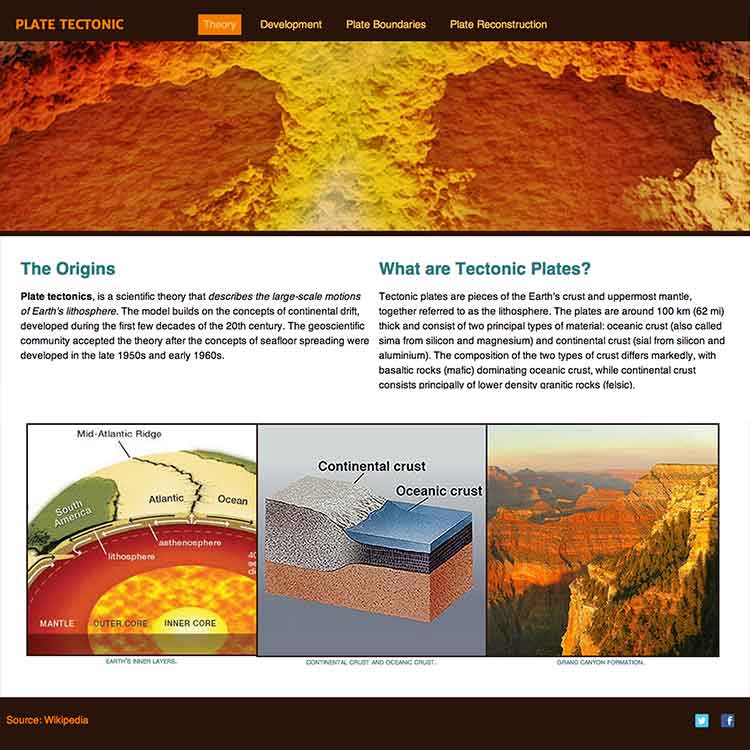 PLATE TECTONIC
Theory Development Plate Boundaries Plate Reconstruction
The Origins
Plate tectonics, is a scientific theory that describes the large-scale motions
of Earth's lithosphere. The model builds on the concepts of continental drift,
developed during the first few decades of the 20th century. The geoscientific
community accepted the theory after the concepts of seafloor spreading were
developed in the late 1950s and early 1960s.
What are Tectonic Plates?
Tectonic plates are pieces of the Earth's crust and uppermost mantle,
together referred to as the lithosphere. The plates are around 100 km (62 mi)
thick and consist of two principal types of material: oceanic crust (also called
sima from silicon and magnesium) and continental crust (sial from silicon and
aluminium). The composition of the two types of crust differs markedly, with
basaltic rocks (mafic) dominating oceanic crust, while continental crust
consists principally of lower density granitic rocks (felsic).
Mid-Atlantic Ridge
South
America
Atlantic
Ocean
asthenosphere
lithosphere
40
MANTLE
OUTER CORE
INNER CORE
EARTH'S INNER LAYERS.
Continental crust
Oceanic crust
CONTINENTAL CRUST AND OCEANIC CRUST.
GRAND CANYON FORMATION.
Source: Wikipedia